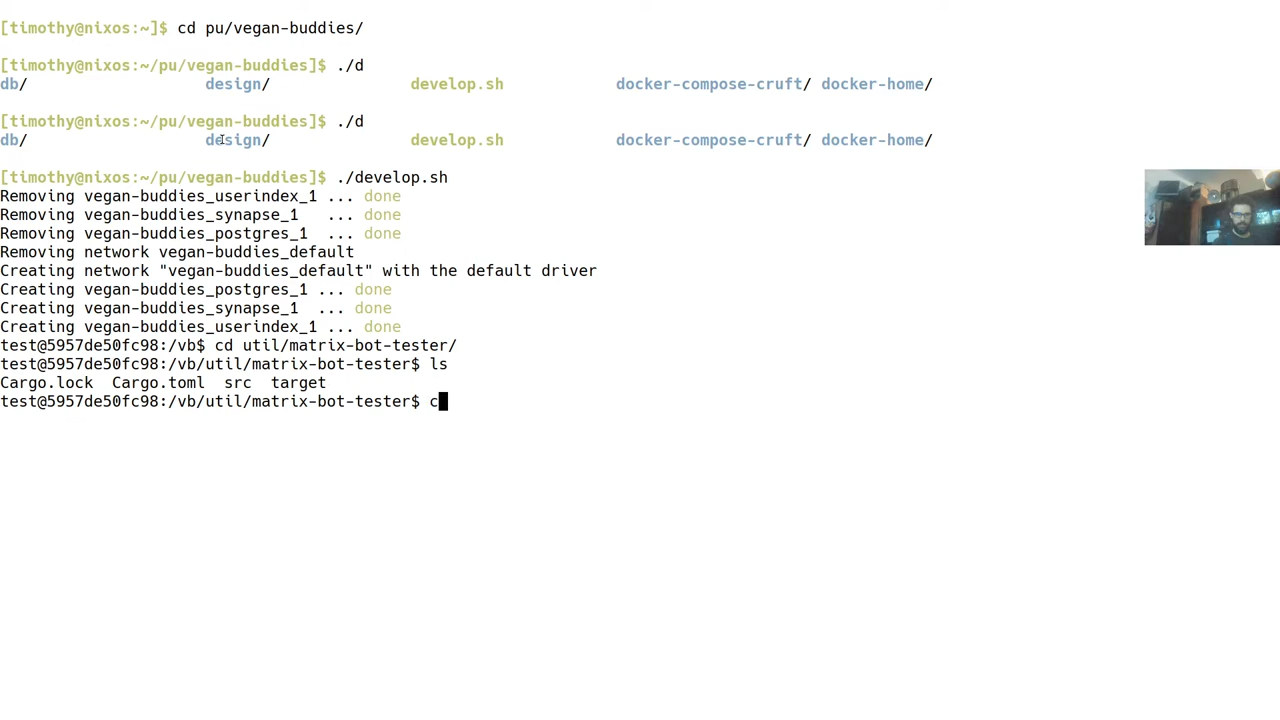 [timothy@nixos:~]$ cd pu/vegan-buddies/
[timothy@nixos:~/pu/vegan-buddies]$ ./d
db/ design/ develop.sh docker-compose-cruft/ docker-home/
[timothy@nixos:~/pu/vegan-buddies]$ ./d
db/ design/ develop.sh docker-compose-cruft/ docker-home/
[timothy@nixos:~/pu/vegan-buddies]$ ./develop.sh
Removing vegan-buddies_userindex_1 ... done
Removing vegan-buddies_synapse_1   ... done
Removing vegan-buddies_postgres_1  ... done
Removing network vegan-buddies_default
Creating network "vegan-buddies_default" with the default driver
Creating vegan-buddies_postgres_1 ... done
Creating vegan-buddies_synapse_1  ... done
Creating vegan-buddies_userindex_1 ... done
test@5957de50fc98:/vb$ cd util/matrix-bot-tester/
test@5957de50fc98:/vb/util/matrix-bot-tester$ ls
Cargo.lock  Cargo.toml  src  target
test@5957de50fc98:/vb/util/matrix-bot-tester$ c